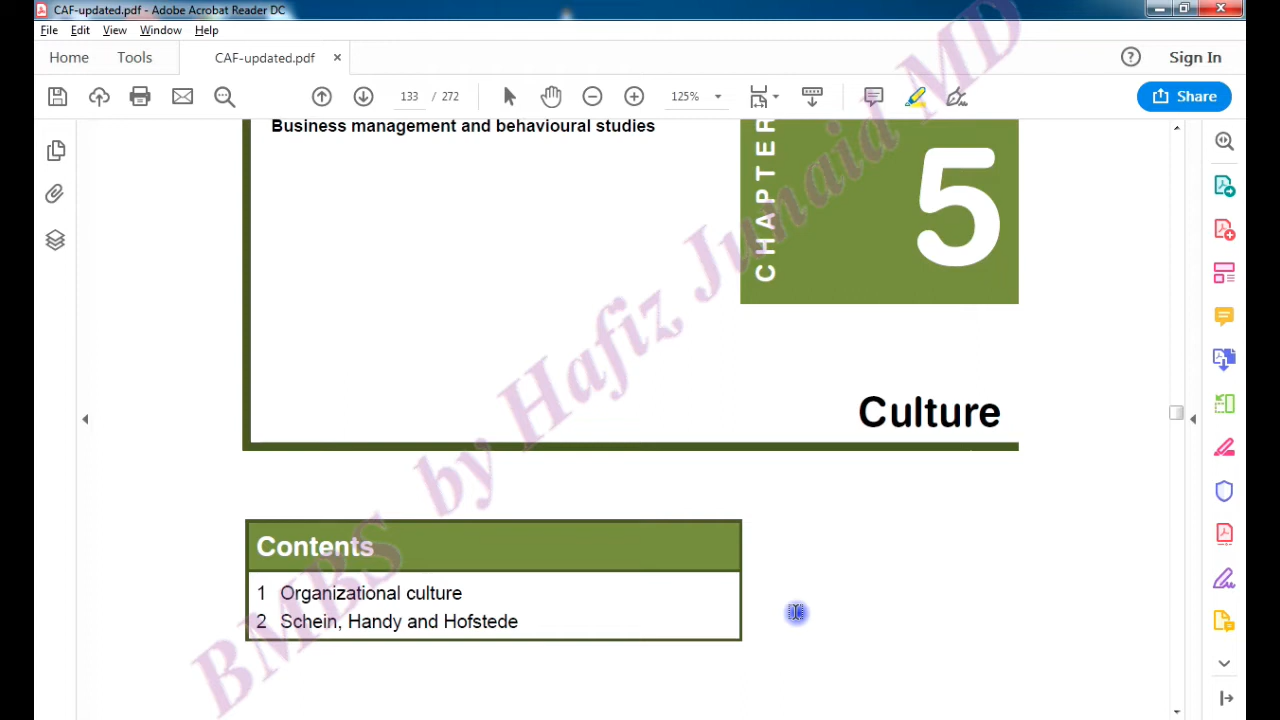 CAF-updated.pdf - Adobe Acrobat Reader DC
File Edit View Window Help
Home Tools CAF-updated.pdf × Sign In
133 / 272 125% Share
Business management and behavioural studies
CHAPTER
5
Culture
Contents
1 Organizational culture
2 Schein, Handy and Hofstede
BMBS by Hafiz Junaid MD